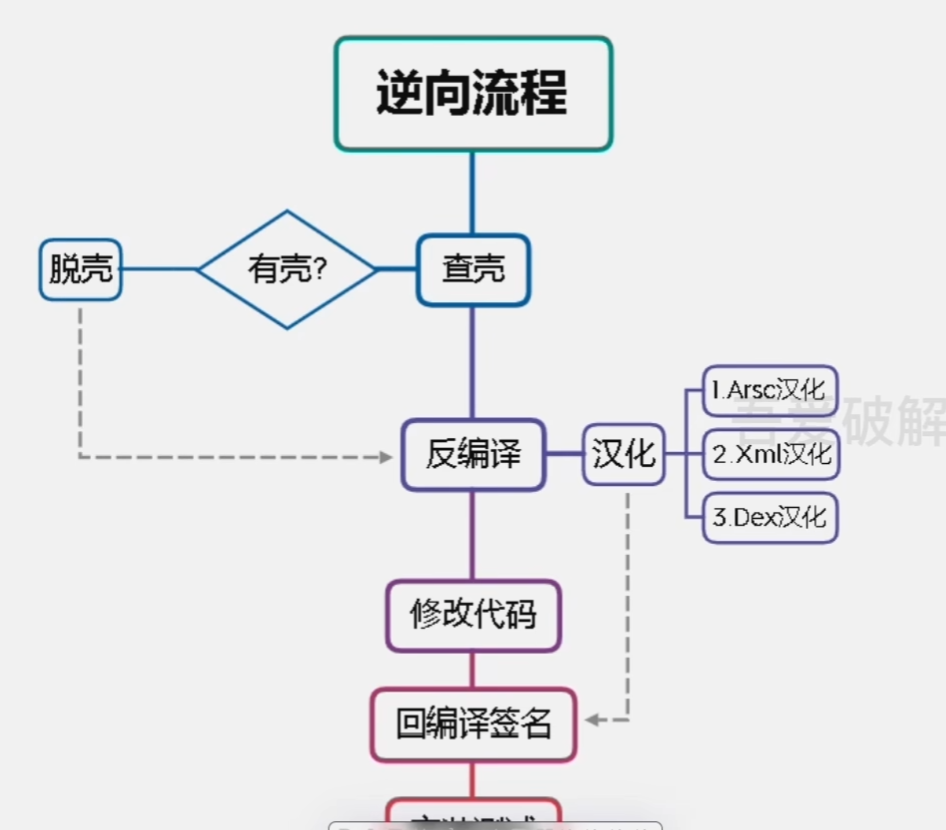 逆向流程
脱壳
有壳?
查壳
1.Arsc汉化
吾爱破解
反编译
汉化
2.Xml汉化
3.Dex汉化
修改代码
回编译签名